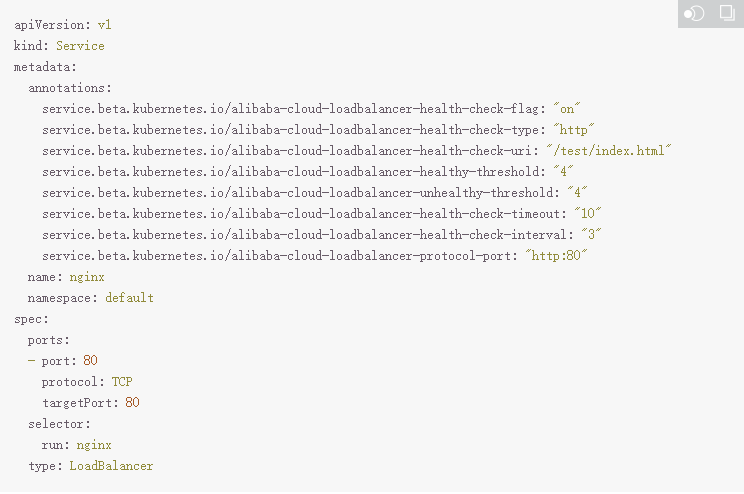 apiVersion: v1
kind: Service
metadata:
  annotations:
    service.beta.kubernetes.io/alibaba-cloud-loadbalancer-health-check-flag: "on"
    service.beta.kubernetes.io/alibaba-cloud-loadbalancer-health-check-type: "http"
    service.beta.kubernetes.io/alibaba-cloud-loadbalancer-health-check-uri: "/test/index.html"
    service.beta.kubernetes.io/alibaba-cloud-loadbalancer-healthy-threshold: "4"
    service.beta.kubernetes.io/alibaba-cloud-loadbalancer-unhealthy-threshold: "4"
    service.beta.kubernetes.io/alibaba-cloud-loadbalancer-health-check-timeout: "10"
    service.beta.kubernetes.io/alibaba-cloud-loadbalancer-health-check-interval: "3"
    service.beta.kubernetes.io/alibaba-cloud-loadbalancer-protocol-port: "http:80"
  name: nginx
  namespace: default
spec:
  ports:
  - port: 80
    protocol: TCP
    targetPort: 80
  selector:
    run: nginx
  type: LoadBalancer